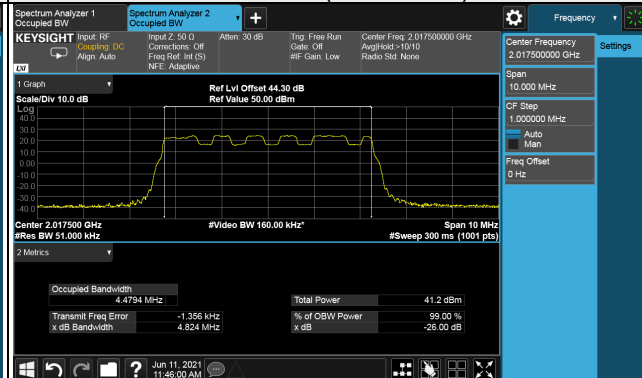 Spectrum Analyzer 1
Occupied BW
Spectrum Analyzer 2
Occupied BW
+
Frequency
KEYSIGHT
Input: RF
Coupling: DC
Align: Auto
Input Z: 50 Ω
Corrections: Off
Freq Ref: Int (S)
NFE: Adaptive
Atten: 30 dB
Trig: Free Run
Gate: Off
#IF Gain: Low
Center Freq: 2.017500000 GHz
Avg|Hold:>10/10
Radio Std: None
LXI
Center Frequency
2.017500000 GHz
Settings
Span
10.000 MHz
CF Step
1.000000 MHz
Auto
Man
Freq Offset
0 Hz
1 Graph
Scale/Div 10.0 dB
Ref Lvl Offset 44.30 dB
Ref Value 50.00 dBm
Log
40.0
30.0
20.0
10.0
0.00
-10.0
-20.0
-30.0
-40.0
Center 2.017500 GHz
#Video BW 160.00 kHz*
Span 10 MHz
#Res BW 51.000 kHz
#Sweep 300 ms (1001 pts)
2 Metrics
Occupied Bandwidth
4.4794 MHz
Total Power 41.2 dBm
Transmit Freq Error -1.356 kHz
% of OBW Power 99.00 %
x dB Bandwidth 4.824 MHz
x dB -26.00 dB
?
Jun 11, 2021
11:46:00 AM